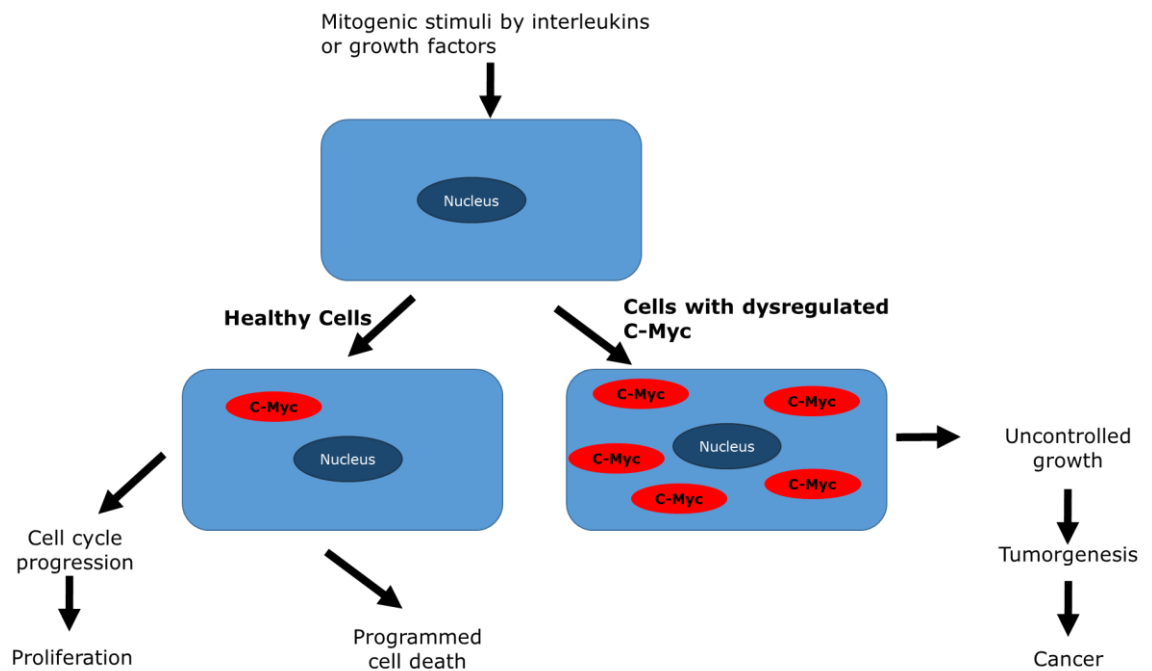 Mitogenic stimuli by interleukins
or growth factors
Nucleus
Healthy Cells
Cells with dysregulated
C-Myc
C-Myc
Nucleus
C-Myc
C-Myc
Nucleus
C-Myc
C-Myc
C-Myc
Uncontrolled
growth
Cell cycle
progression
Tumorgenesis
Proliferation
Programmed
cell death
Cancer